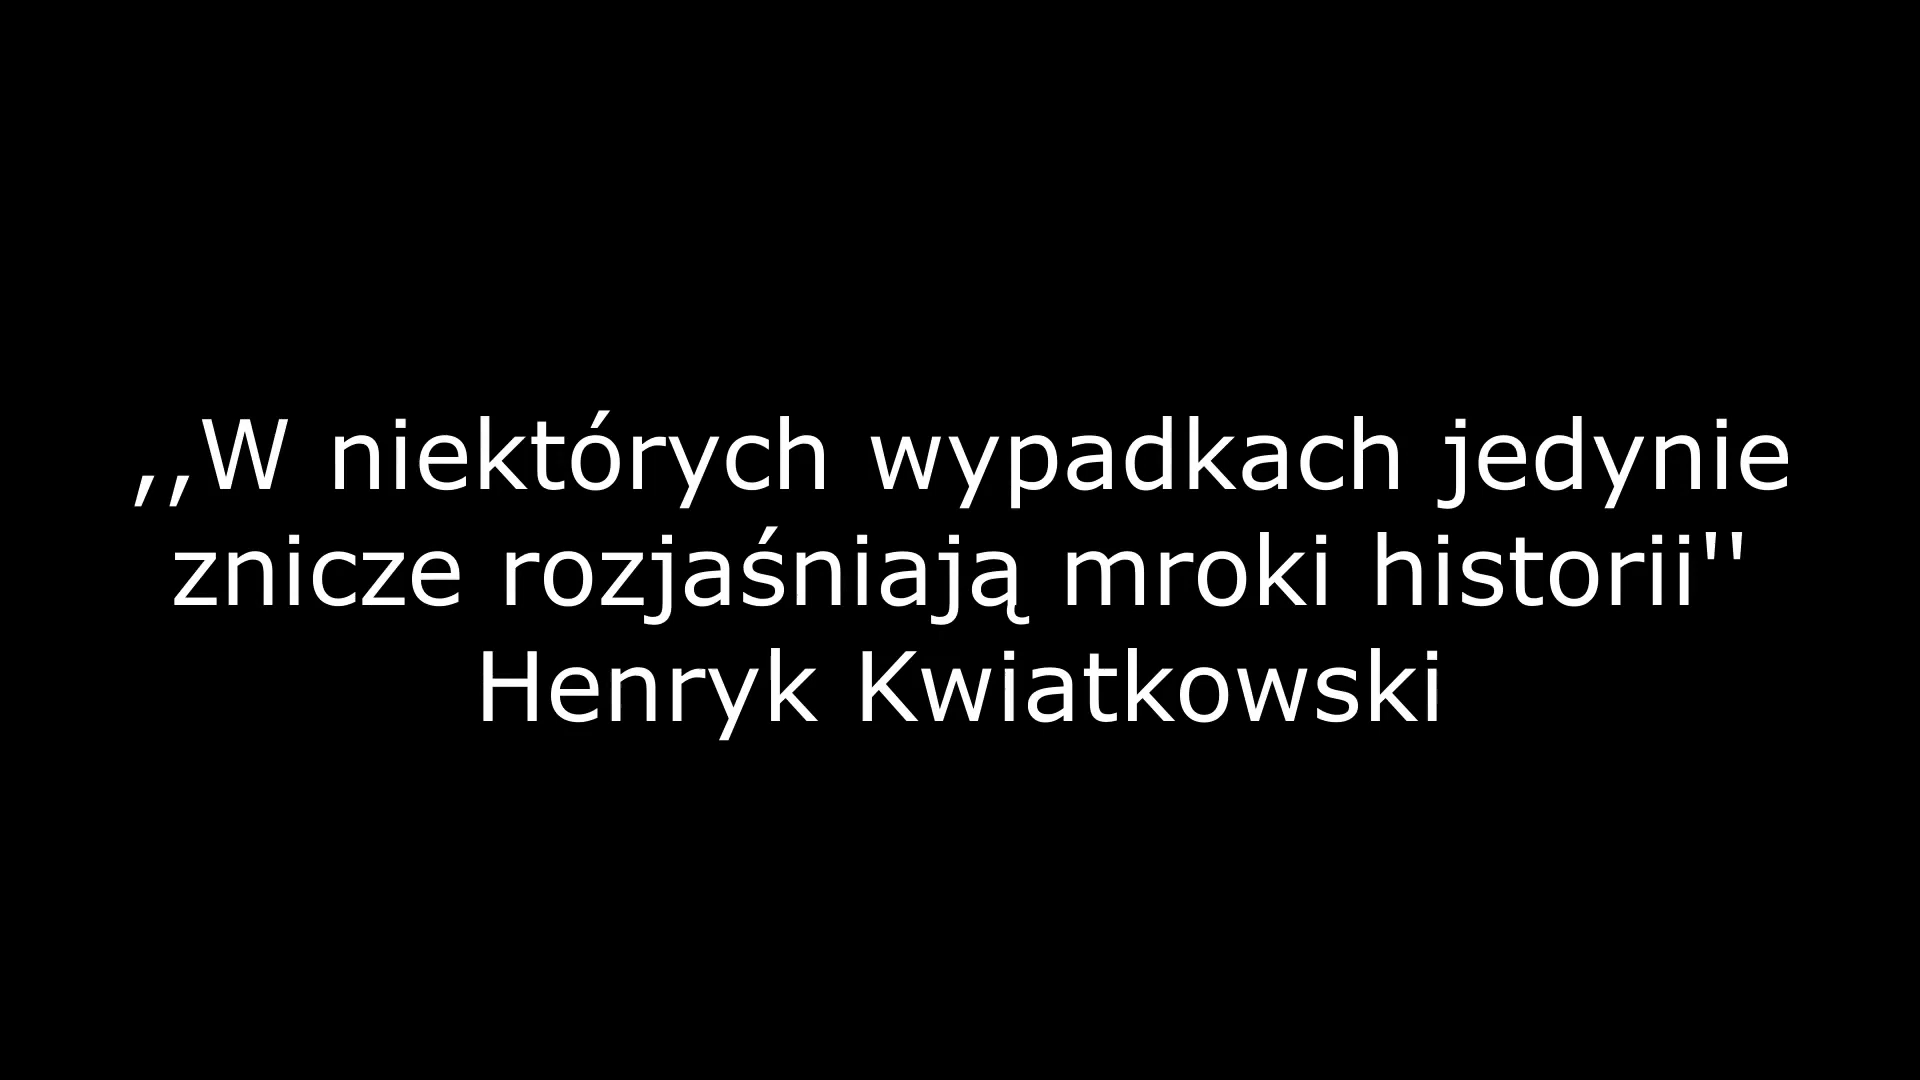 ,,W niektórych wypadkach jedynie
znicze rozjaśniają mroki historii"
Henryk Kwiatkowski